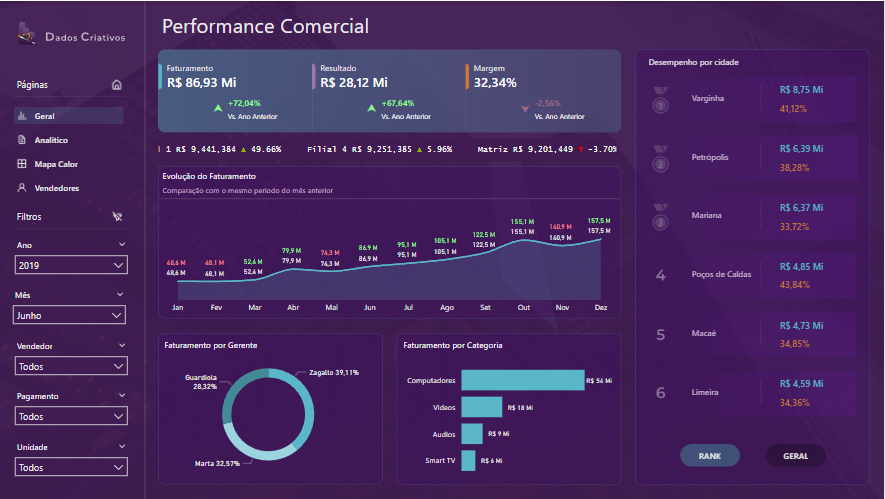 Dados Criativos
Páginas
Geral
Analítico
Mapa Calor
Vendedores
Filtros
Ano
2019
Mês
Junho
Vendedor
Todos
Pagamento
Todos
Unidade
Todos
Performance Comercial
Faturamento
R$ 86,93 Mi
+72,04%
Vs. Ano Anterior
Resultado
R$ 28,12 Mi
+67,64%
Vs. Ano Anterior
Margem
32,34%
-2,56%
Vs. Ano Anterior
1 R$ 9,441,384 ▲ 49.66% Filial 4 R$ 9,251,385 ▲ 5.96% Matriz R$ 9,201,449 ▼ -3.70%
Evolução do Faturamento
Comparação com o mesmo período do mês anterior
48,6 M 48,1 M 52,4 M 79,9 M 74,3 M 86,9 M 95,1 M 105,1 M 122,5 M 155,1 M 140,9 M 157,5 M
48,6 M 48,1 M 52,4 M 79,9 M 74,3 M 86,9 M 95,1 M 105,1 M 122,5 M 155,1 M 140,9 M 157,5 M
Jan Fev Mar Abr Mai Jun Jul Ago Set Out Nov Dez
Faturamento por Gerente
Zagallo 39,11%
Guardiola
28,32%
Marta 32,57%
Faturamento por Categoria
Computadores R$ 54 Mi
Videos R$ 18 Mi
Audios R$ 9 Mi
Smart TV R$ 6 Mi
Desempenho por cidade
1 Varginha R$ 8,75 Mi
41,12%
2 Petrópolis R$ 6,39 Mi
38,28%
3 Mariana R$ 6,37 Mi
33,72%
4 Poços de Caldas R$ 4,85 Mi
43,84%
5 Macaé R$ 4,73 Mi
34,85%
6 Limeira R$ 4,59 Mi
34,36%
RANK GERAL